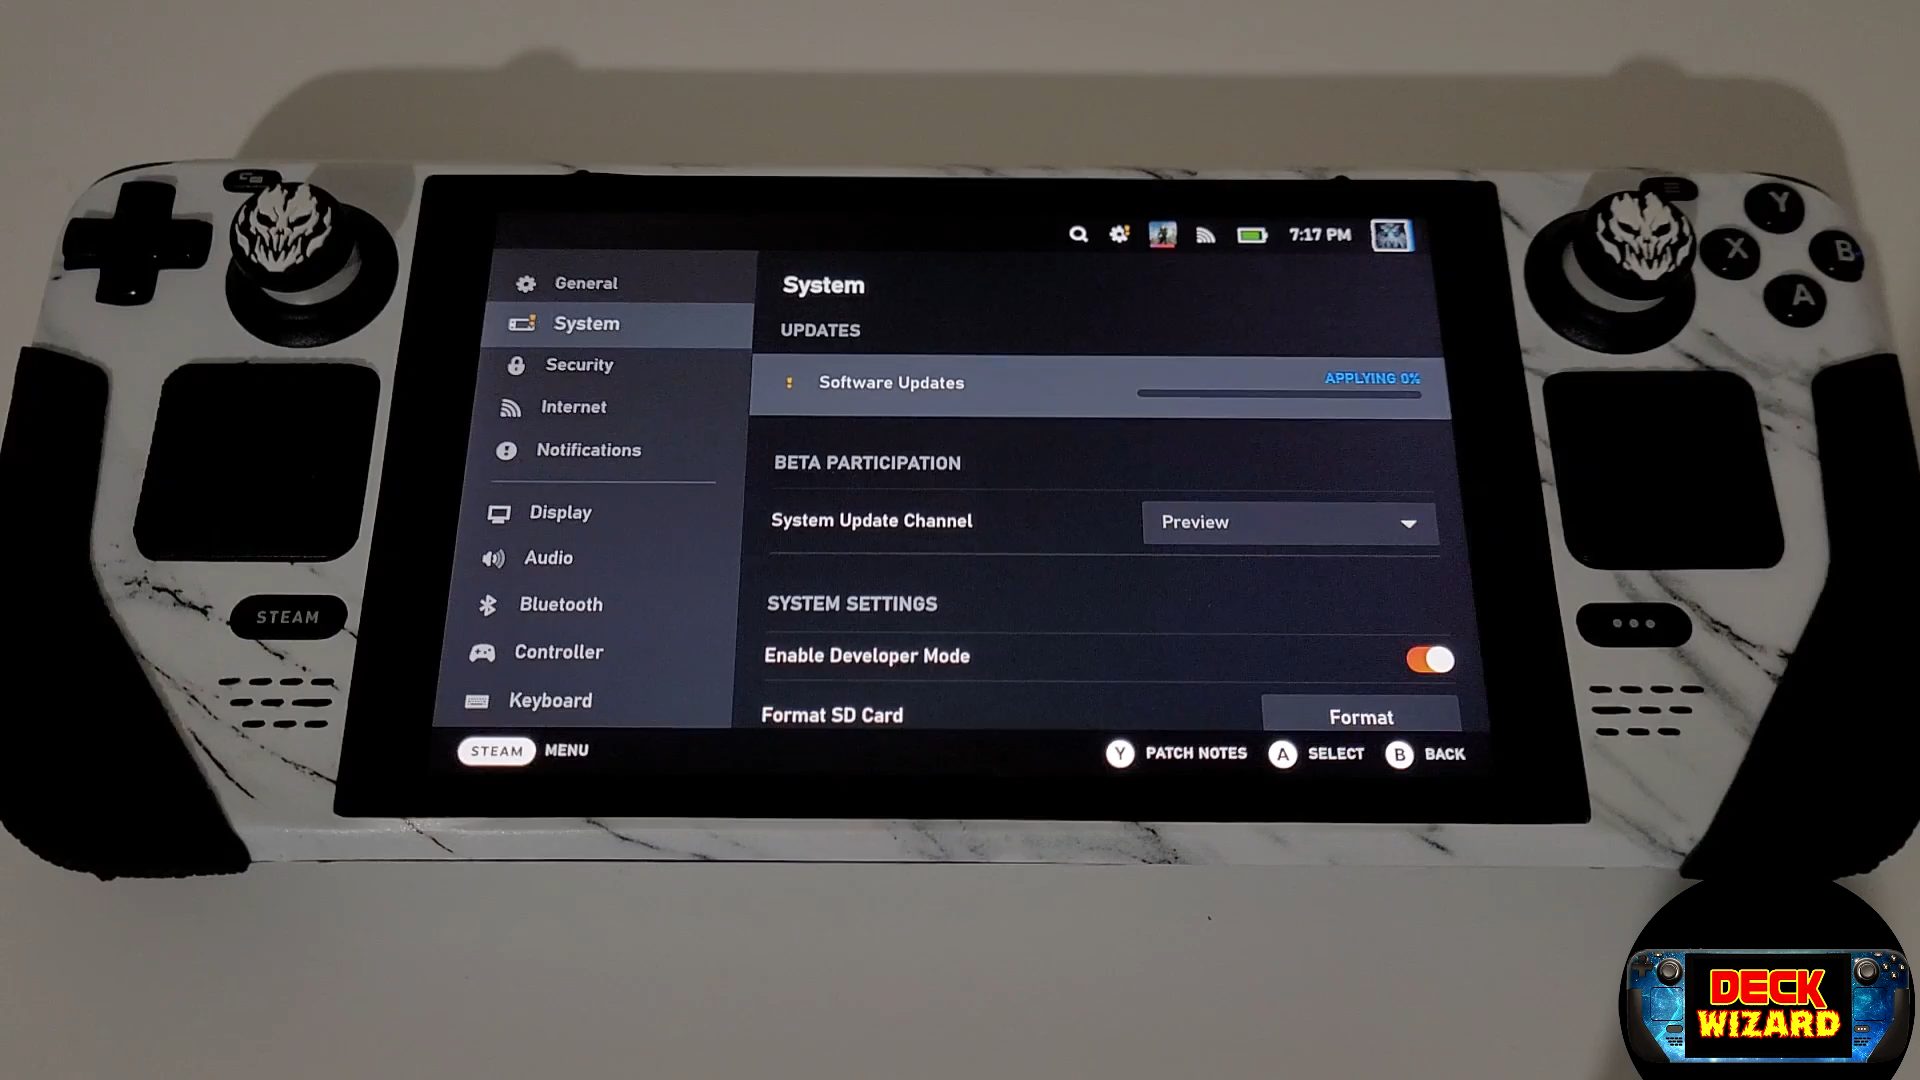 7:17 PM
General
System
Security
Internet
Notifications
Display
Audio
Bluetooth
Controller
Keyboard
System
UPDATES
! Software Updates
APPLYING 0%
BETA PARTICIPATION
System Update Channel
Preview
SYSTEM SETTINGS
Enable Developer Mode
Format SD Card
Format
STEAM MENU
Y PATCH NOTES
A SELECT
B BACK
STEAM
Y
X
B
A
DECK
WIZARD